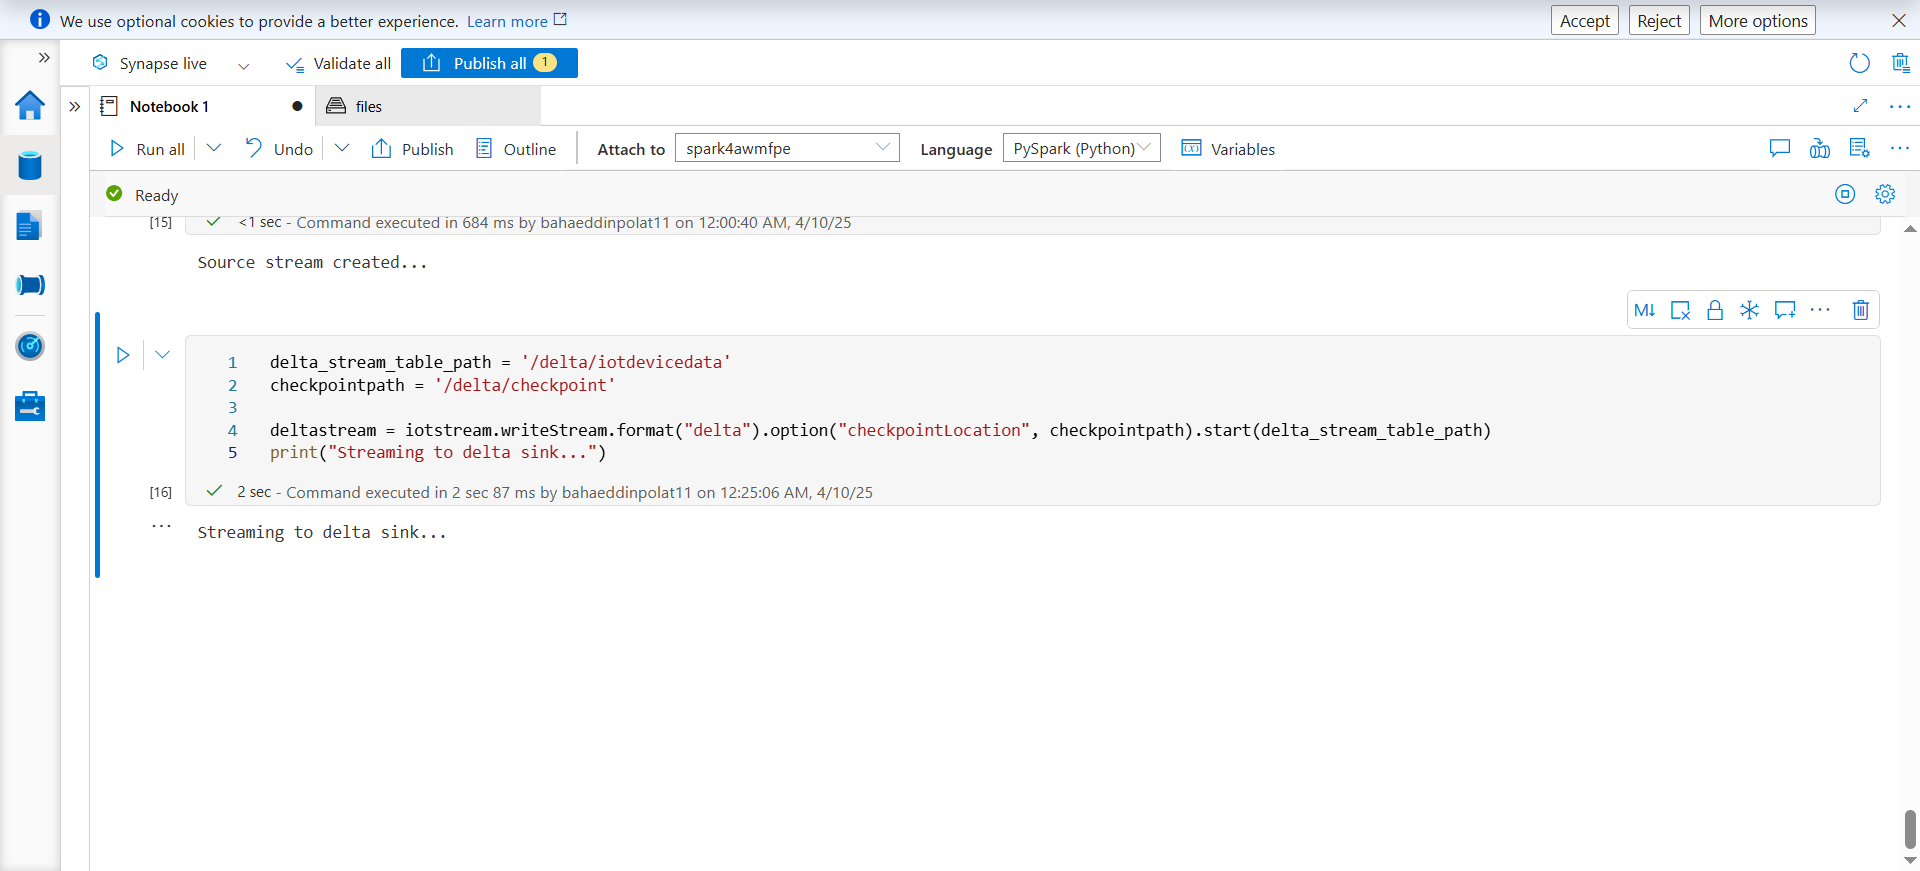 We use optional cookies to provide a better experience. Learn more
Accept
Reject
More options
Synapse live
Validate all
Publish all 1
Notebook 1
files
Run all
Undo
Publish
Outline
Attach to
spark4awmfpe
Language
PySpark (Python)
Variables
Ready
[15]
<1 sec - Command executed in 684 ms by bahaeddinpolat11 on 12:00:40 AM, 4/10/25
Source stream created...
M↓
1 delta_stream_table_path = '/delta/iotdevicedata'
2 checkpointpath = '/delta/checkpoint'
3
4 deltastream = iotstream.writeStream.format("delta").option("checkpointLocation", checkpointpath).start(delta_stream_table_path)
5 print("Streaming to delta sink...")
[16]
2 sec - Command executed in 2 sec 87 ms by bahaeddinpolat11 on 12:25:06 AM, 4/10/25
Streaming to delta sink...